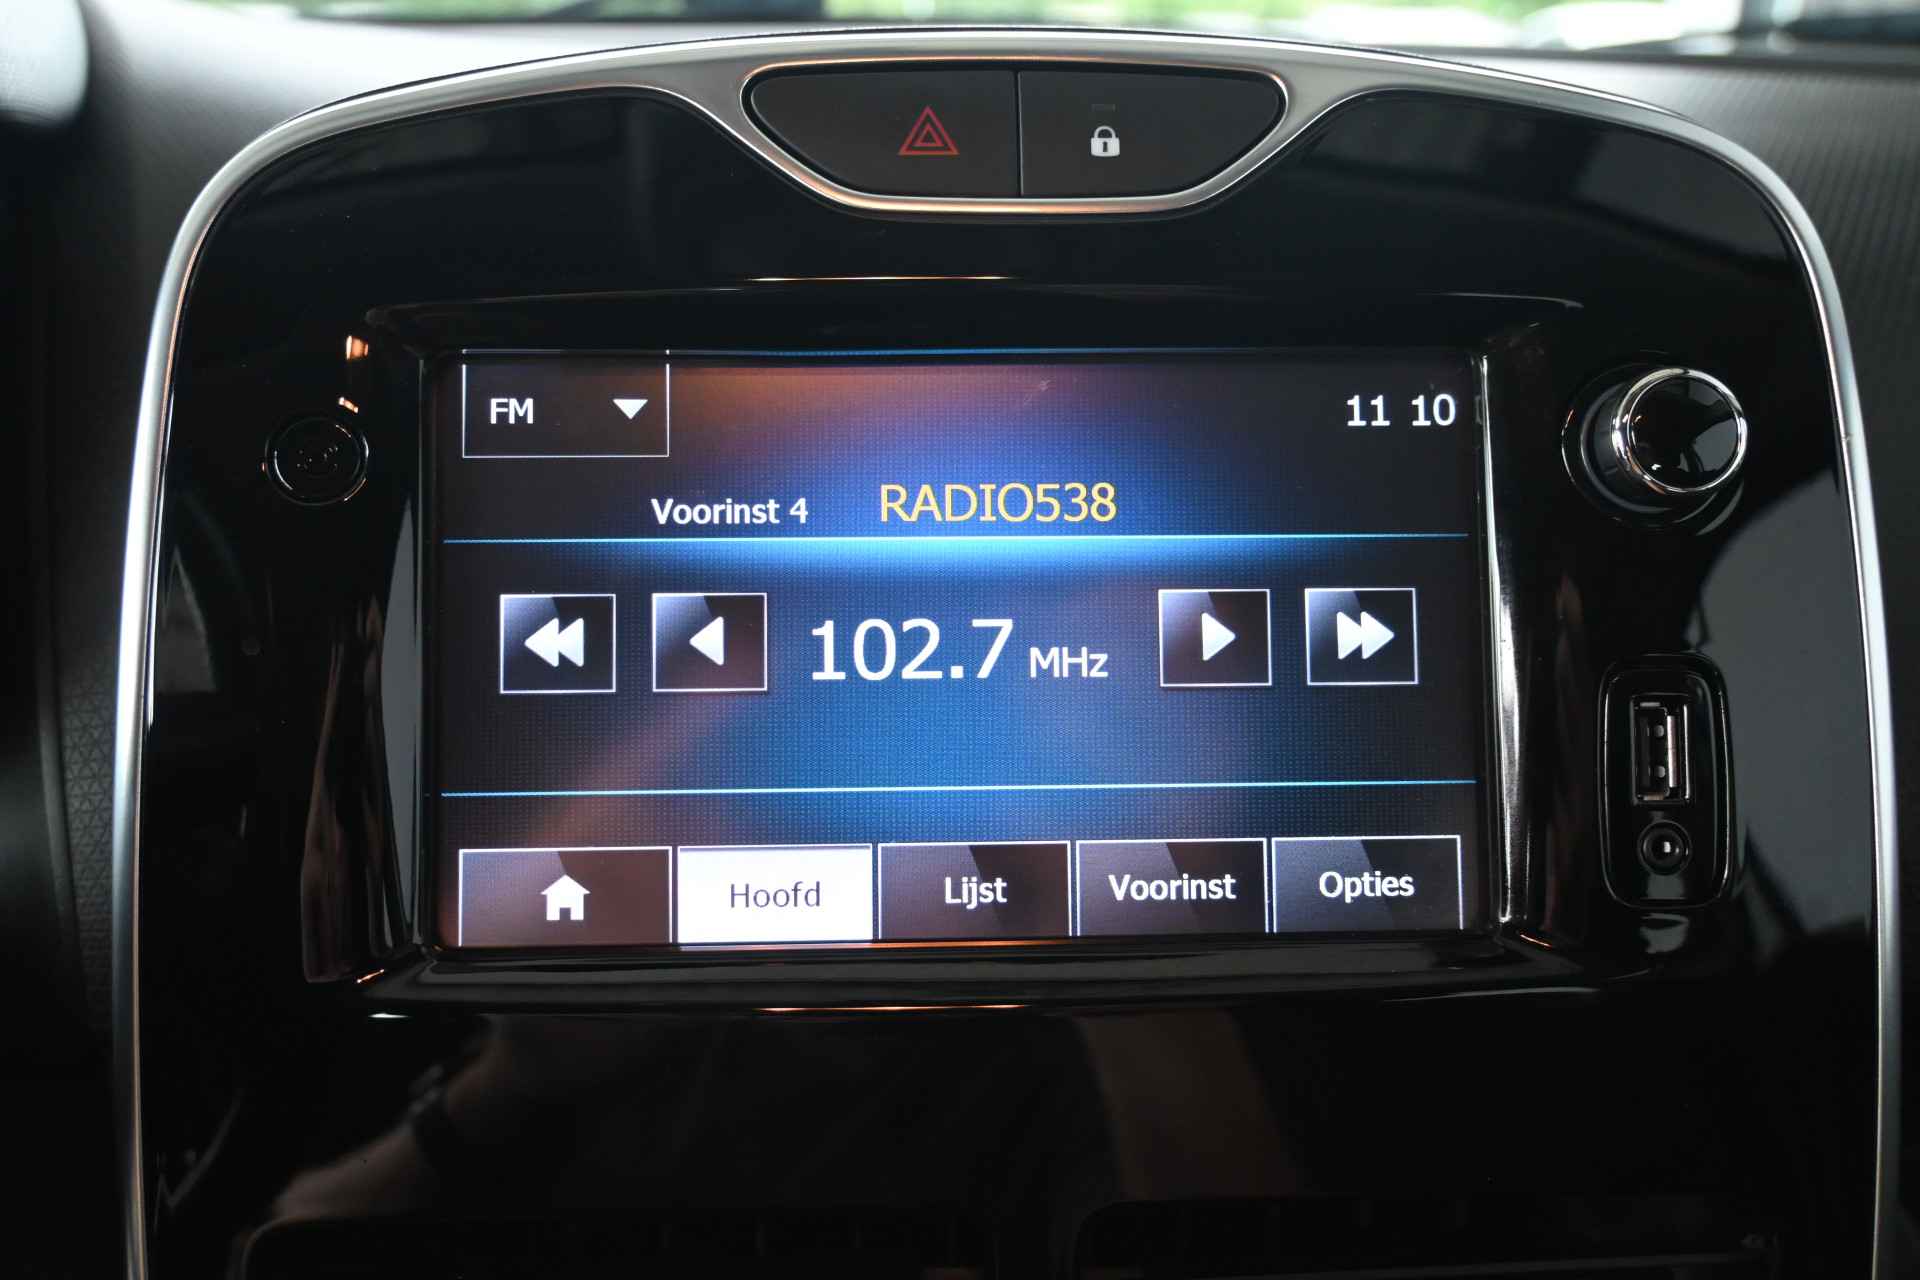 FM
11 10
Voorinst 4 RADIO538
102.7 MHz
Hoofd Lijst Voorinst Opties